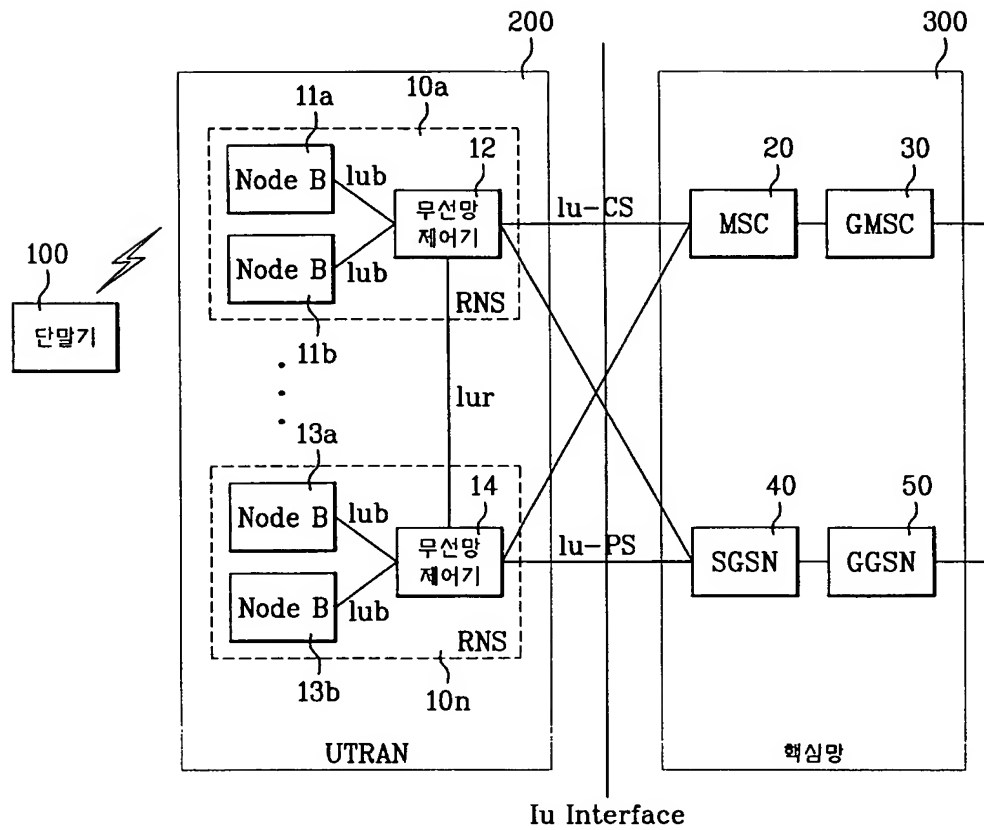 200
300
11a
10a
12
20
30
Node B
lub
무선망
제어기
lu-CS
MSC
GMSC
100
Node B
lub
RNS
단말기
11b
lur
13a
14
40
50
Node B
lub
무선망
제어기
lu-PS
SGSN
GGSN
Node B
lub
RNS
13b
10n
UTRAN
핵심망
Iu Interface